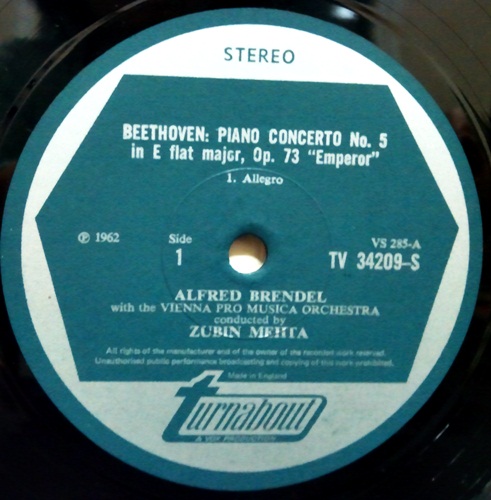 STEREO
BEETHOVEN: PIANO CONCERTO No. 5
in E flat major, Op. 73 "Emperor"
1. Allegro
℗ 1962
Side
1
VS 285-A
TV 34209-S
ALFRED BRENDEL
with the VIENNA PRO MUSICA ORCHESTRA
conducted by
ZUBIN MEHTA
All rights of the manufacturer and of the owner of the recorded work reserved.
Unauthorised public performance broadcasting and copying of this work prohibited.
Made in England
turnabout
A VOX PRODUCTION